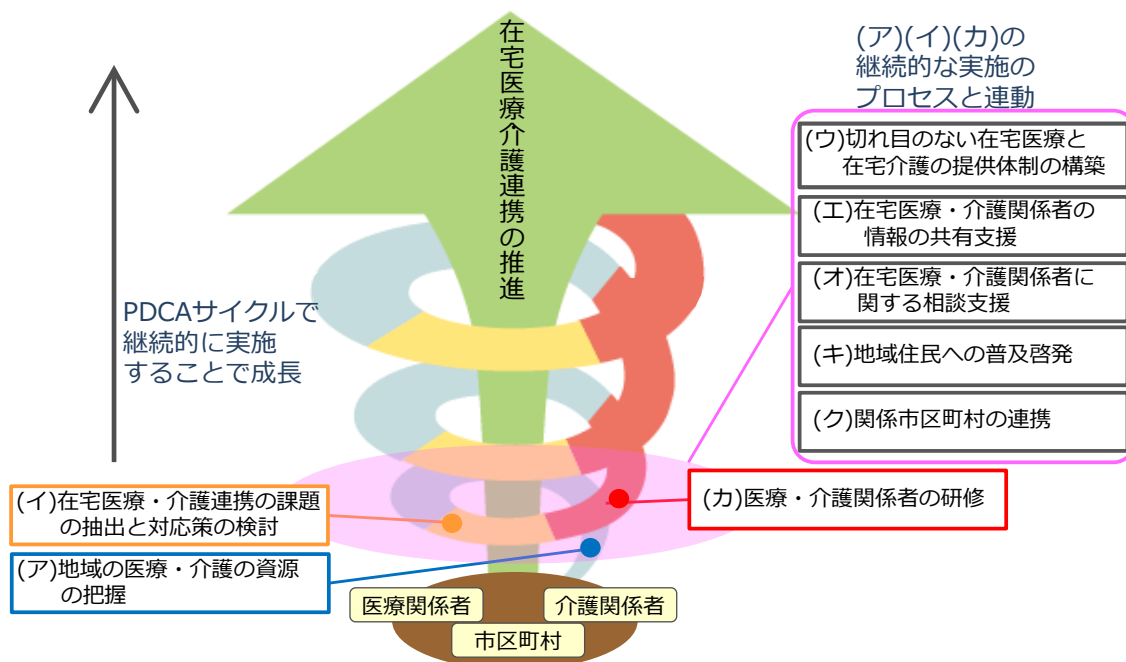 在宅医療介護連携の推進
(ア)(イ)(カ)の
継続的な実施の
プロセスと連動
(ウ)切れ目のない在宅医療と
在宅介護の提供体制の構築
(エ)在宅医療・介護関係者の
情報の共有支援
(オ)在宅医療・介護関係者に
関する相談支援
(キ)地域住民への普及啓発
(ク)関係市区町村の連携
PDCAサイクルで
継続的に実施
することで成長
(イ)在宅医療・介護連携の課題
の抽出と対応策の検討
(カ)医療・介護関係者の研修
(ア)地域の医療・介護の資源
の把握
医療関係者
介護関係者
市区町村